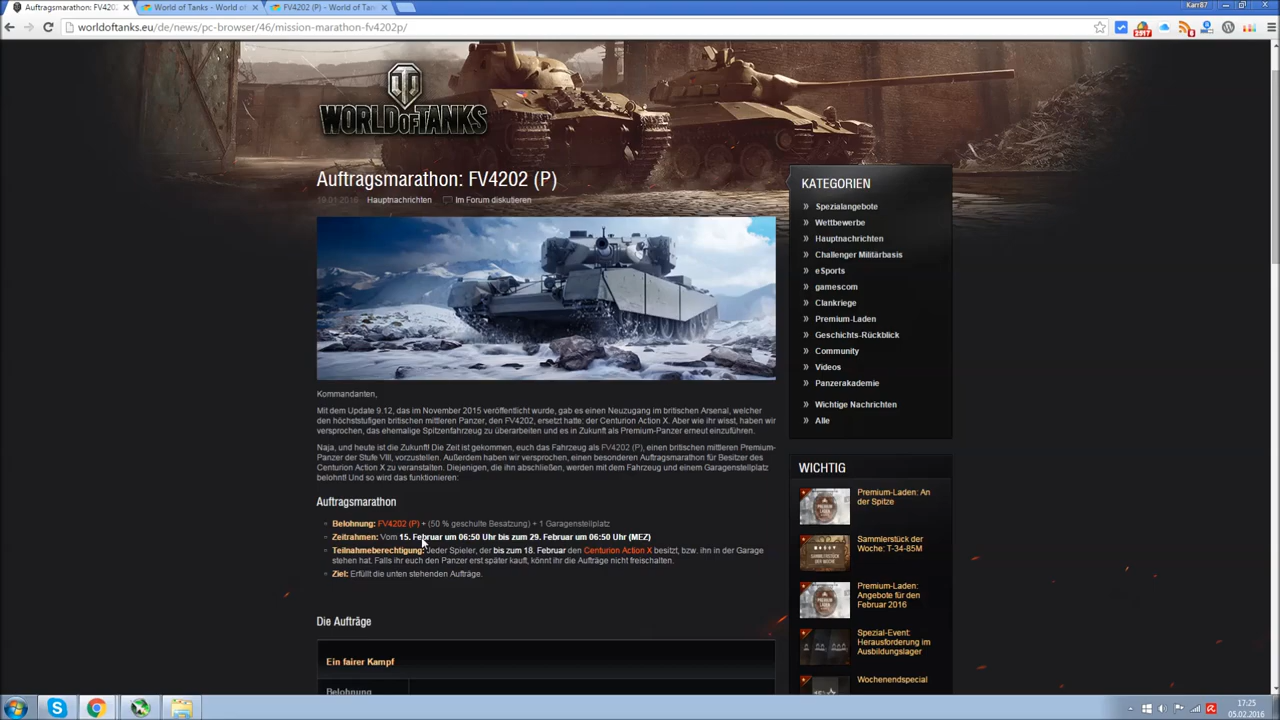 Auftragsmarathon: FV4202
World of Tanks - World of
FV4202 (P) - World of Tan
Karr87
worldoftanks.eu/de/news/pc-browser/46/mission-marathon-fv4202p/
WORLD OF TANKS
Auftragsmarathon: FV4202 (P)
19.01.2016 Hauptnachrichten Im Forum diskutieren
Kommandanten,
Mit dem Update 9.12, das im November 2015 veröffentlicht wurde, gab es einen Neuzugang im britischen Arsenal, welcher
den höchststufigen britischen mittleren Panzer, den FV4202, ersetzt hatte: der Centurion Action X. Aber wie ihr wisst, haben wir
versprochen, das ehemalige Spitzenfahrzeug zu überarbeiten und es in Zukunft als Premium-Panzer erneut einzuführen.
Naja, und heute ist die Zukunft! Die Zeit ist gekommen, euch das Fahrzeug als FV4202 (P), einen britischen mittleren Premium-
Panzer der Stufe VIII, vorzustellen. Außerdem haben wir versprochen, einen besonderen Auftragsmarathon für Besitzer des
Centurion Action X zu veranstalten. Diejenigen, die ihn abschließen, werden mit dem Fahrzeug und einem Garagenstellplatz
belohnt! Und so wird das funktionieren:
Auftragsmarathon
Belohnung: FV4202 (P) + (50 % geschulte Besatzung) + 1 Garagenstellplatz
Zeitrahmen: Vom 15. Februar um 06:50 Uhr bis zum 29. Februar um 06:50 Uhr (MEZ)
Teilnahmeberechtigung: Jeder Spieler, der bis zum 18. Februar den Centurion Action X besitzt, bzw. ihn in der Garage
stehen hat. Falls ihr euch den Panzer erst später kauft, könnt ihr die Aufträge nicht freischalten.
Ziel: Erfüllt die unten stehenden Aufträge.
Die Aufträge
Ein fairer Kampf
Belohnung
KATEGORIEN
Spezialangebote
Wettbewerbe
Hauptnachrichten
Challenger Militärbasis
eSports
gamescom
Clankriege
Premium-Laden
Geschichts-Rückblick
Community
Videos
Panzerakademie
Wichtige Nachrichten
Alle
WICHTIG
Premium-Laden: An
der Spitze
Sammlerstück der
Woche: T-34-85M
Premium-Laden:
Angebote für den
Februar 2016
Spezial-Event:
Herausforderung im
Ausbildungslager
Wochenendspecial
17:25
05.02.2016